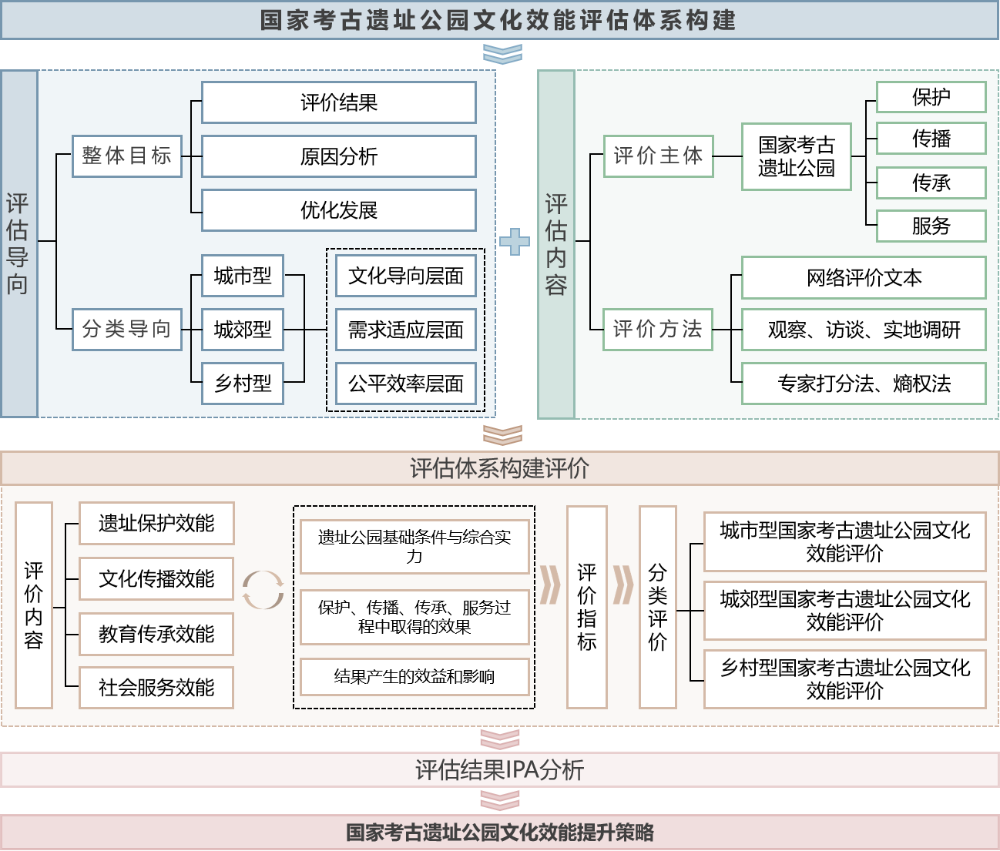 国家考古遗址公园文化效能评估体系构建
评估导向
整体目标
评价结果
原因分析
优化发展
分类导向
城市型
城郊型
乡村型
文化导向层面
需求适应层面
公平效率层面
评估内容
评价主体
国家考古
遗址公园
保护
传播
传承
服务
评价方法
网络评价文本
观察、访谈、实地调研
专家打分法、熵权法
评估体系构建评价
评价内容
遗址保护效能
文化传播效能
教育传承效能
社会服务效能
遗址公园基础条件与综合实
力
保护、传播、传承、服务过
程中取得的效果
结果产生的效益和影响
评价指标
分类评价
城市型国家考古遗址公园文化
效能评价
城郊型国家考古遗址公园文化
效能评价
乡村型国家考古遗址公园文化
效能评价
评估结果IPA分析
国家考古遗址公园文化效能提升策略